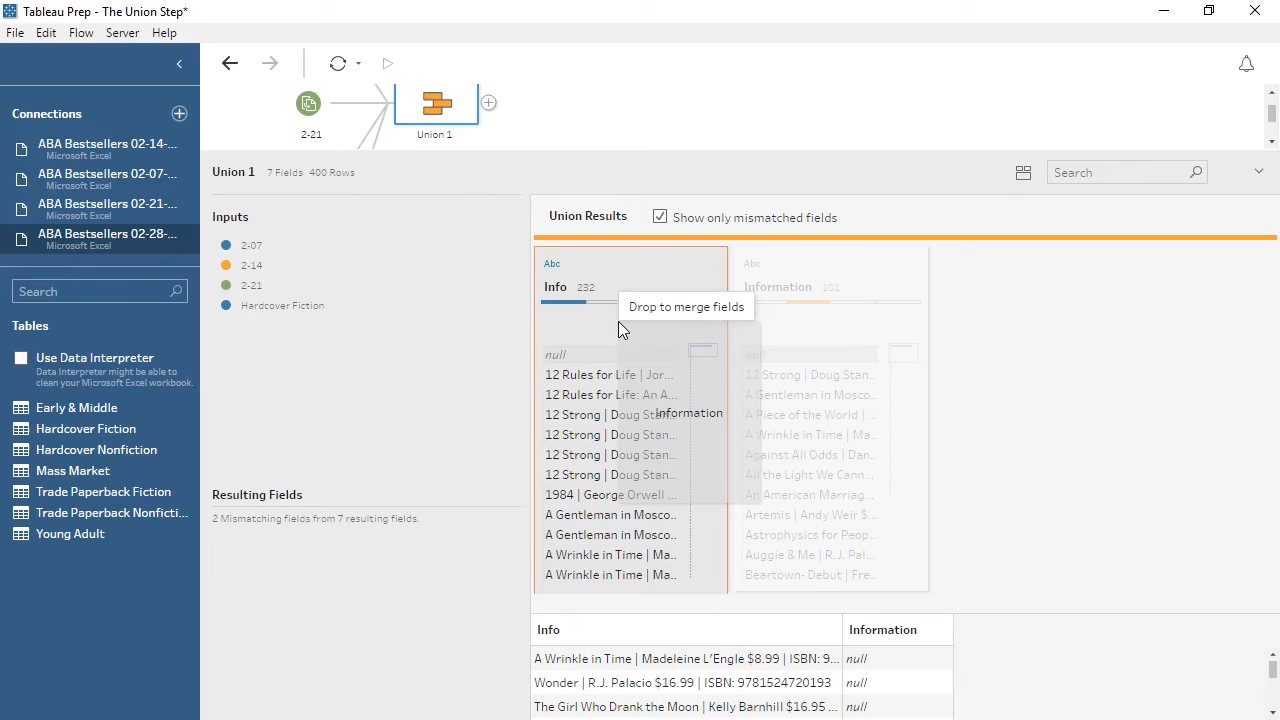 Tableau Prep - The Union Step*
File Edit Flow Server Help
Connections
ABA Bestsellers 02-14-...
Microsoft Excel
ABA Bestsellers 02-07-...
Microsoft Excel
ABA Bestsellers 02-21-...
Microsoft Excel
ABA Bestsellers 02-28-...
Microsoft Excel
Search
Tables
Use Data Interpreter
Data Interpreter might be able to
clean your Microsoft Excel workbook.
Early & Middle
Hardcover Fiction
Hardcover Nonfiction
Mass Market
Trade Paperback Fiction
Trade Paperback Nonficti...
Young Adult
2-21
Union 1
Union 1 7 Fields 400 Rows
Search
Inputs
2-07
2-14
2-21
Hardcover Fiction
Resulting Fields
2 Mismatching fields from 7 resulting fields.
Union Results
Show only mismatched fields
Abc
Info 232
Drop to merge fields
null
12 Rules for Life | Jor...
12 Rules for Life: An A...
12 Strong | Doug Stan...
12 Strong | Doug Stan...
12 Strong | Doug Stan...
12 Strong | Doug Stan...
1984 | George Orwell ...
A Gentleman in Mosco..
A Gentleman in Mosco..
A Wrinkle in Time | Ma..
A Wrinkle in Time | Ma..
Information
Abc
Information 101
null
12 Strong | Doug Stan...
A Gentleman in Mosco..
A Piece of the World | ...
A Wrinkle in Time | Ma..
Against All Odds | Dan..
All the Light We Cann..
An American Marriag..
Artemis | Andy Weir $..
Astrophysics for Peop..
Auggie & Me | R.J. Pal...
Beartown- Debut | Fre..
Info Information
A Wrinkle in Time | Madeleine L’Engle $8.99 | ISBN: 9... null
Wonder | R.J. Palacio $16.99 | ISBN: 9781524720193 null
The Girl Who Drank the Moon | Kelly Barnhill $16.95 ... null